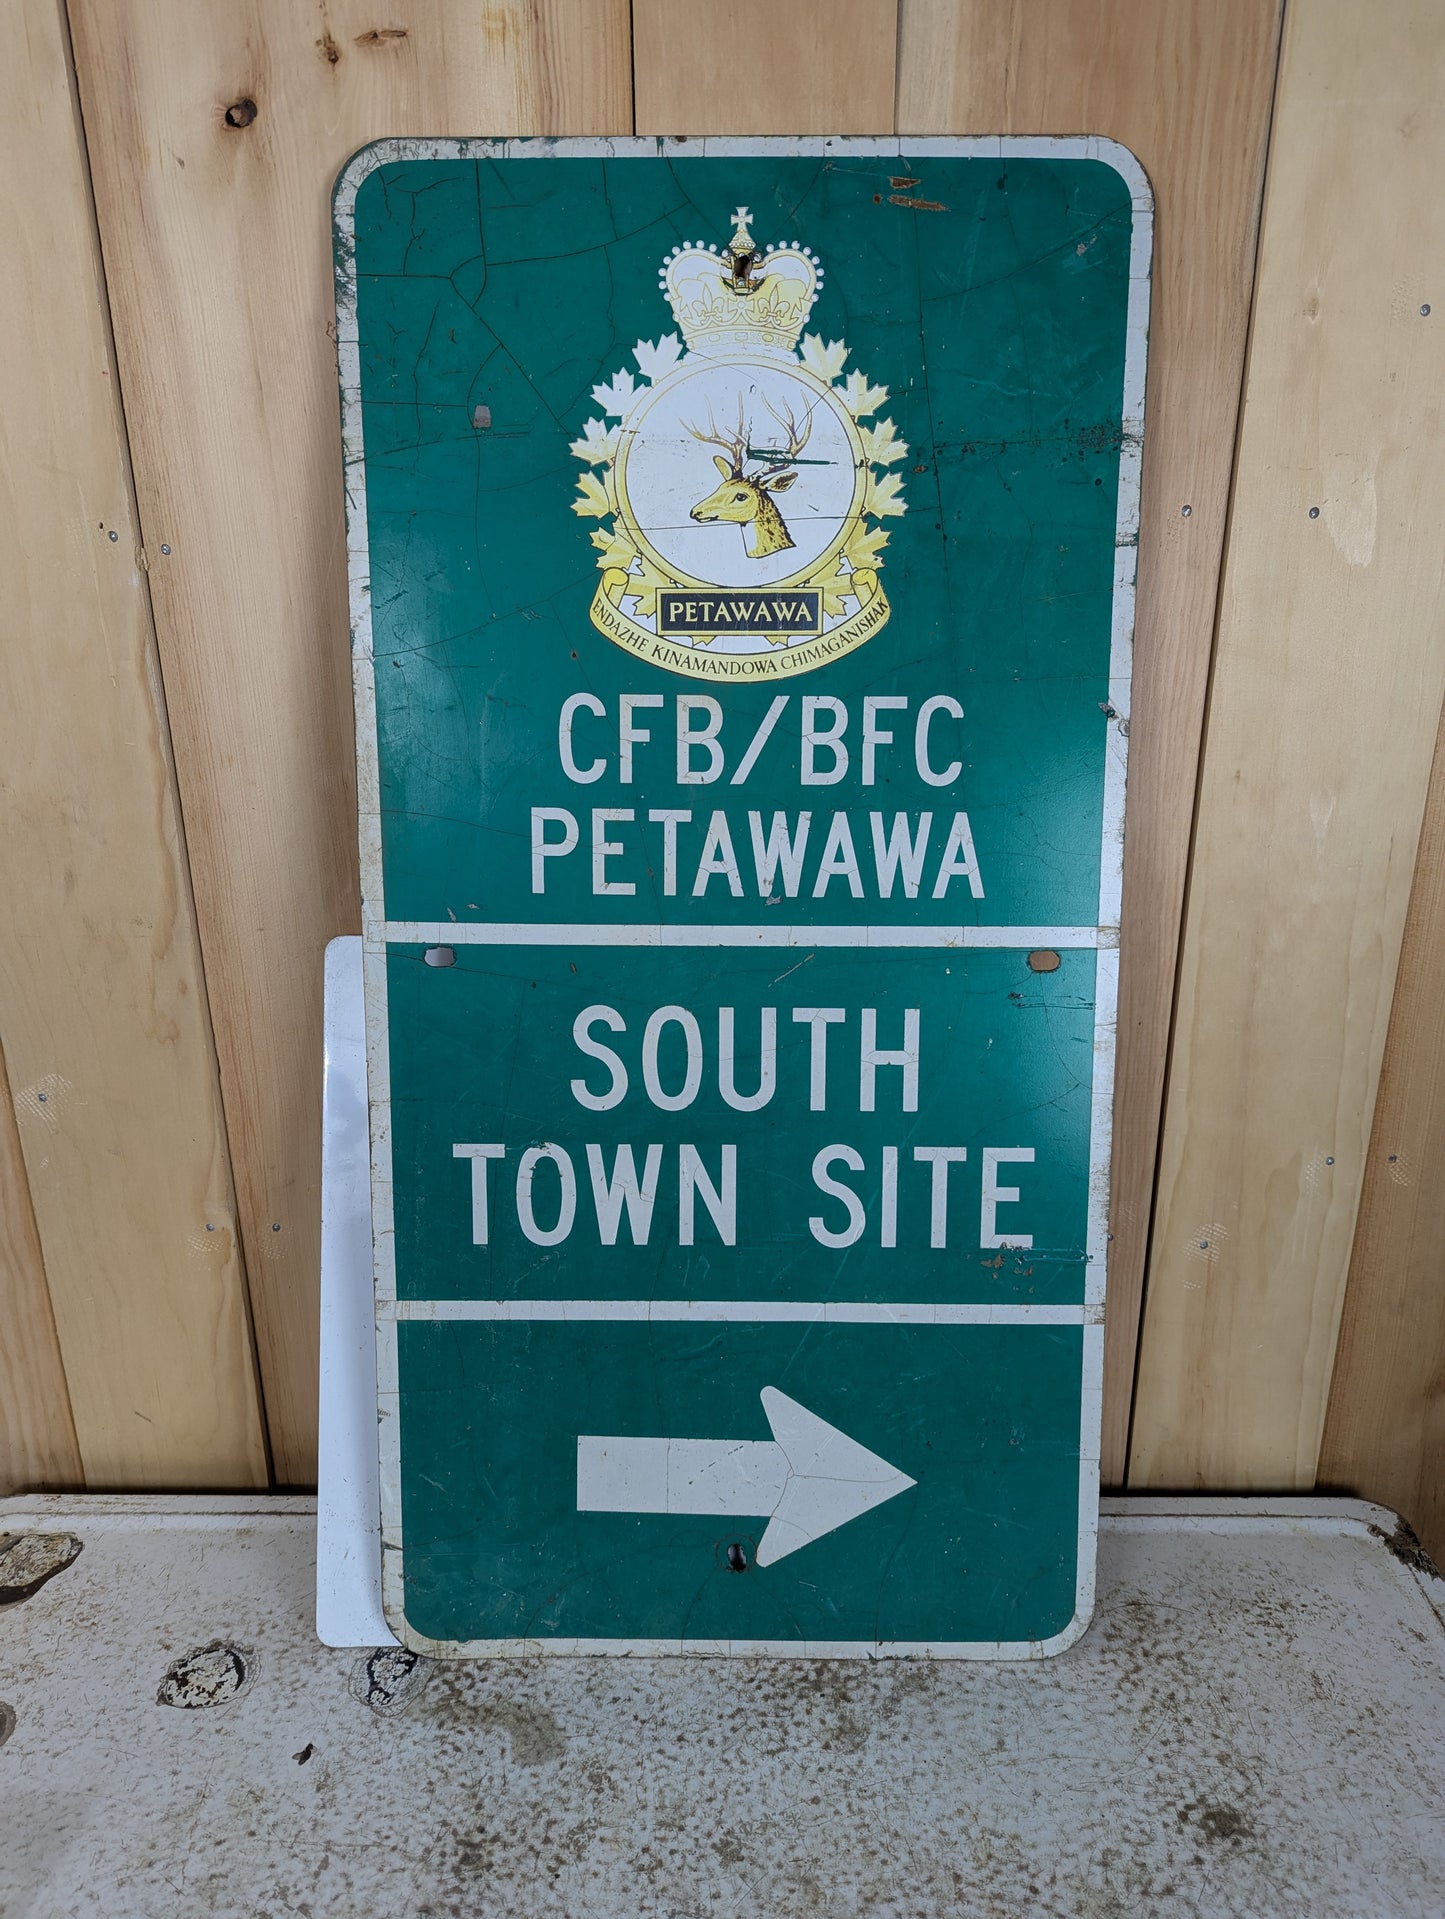 PETAWAWA
ENDAZHE KINAMANDOWA CHIMAGANISHAK
CFB/BFC
PETAWAWA
SOUTH
TOWN SITE